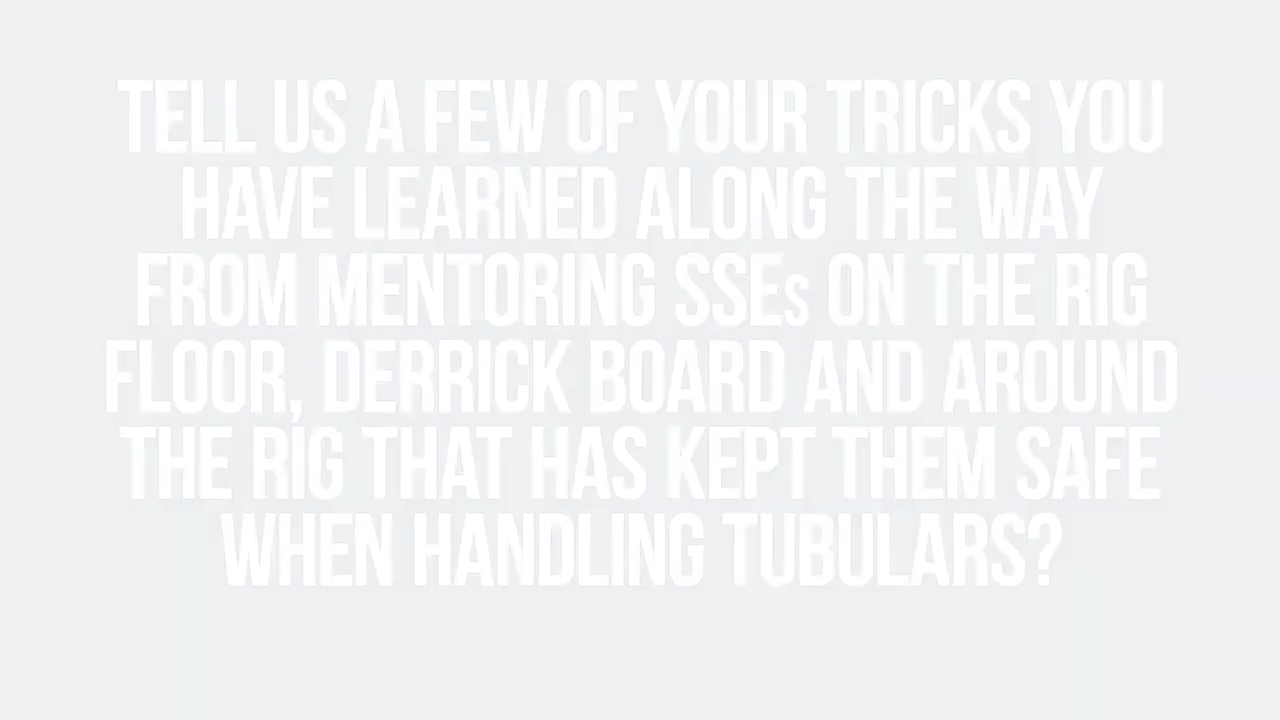 TELL US A FEW OF YOUR TRICKS YOU
HAVE LEARNED ALONG THE WAY
FROM MENTORING SSEs ON THE RIG
FLOOR, DERRICK BOARD AND AROUND
THE RIG THAT HAS KEPT THEM SAFE
WHEN HANDLING TUBULARS?